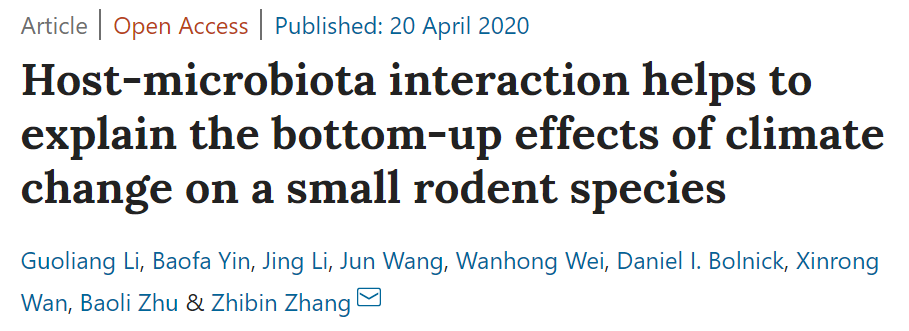 Article | Open Access | Published: 20 April 2020
Host-microbiota interaction helps to
explain the bottom-up effects of climate
change on a small rodent species
Guoliang Li, Baofa Yin, Jing Li, Jun Wang, Wanhong Wei, Daniel I. Bolnick, Xinrong
Wan, Baoli Zhu & Zhibin Zhang